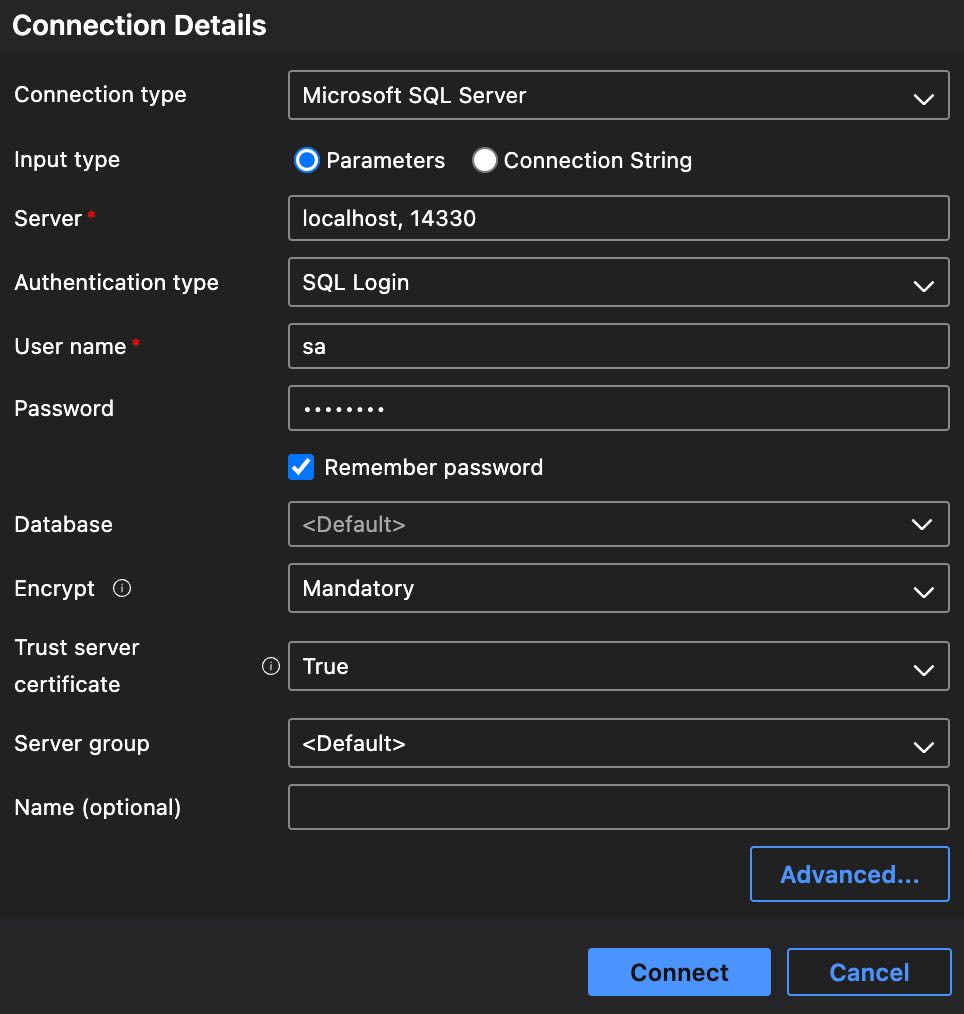 Connection Details
Connection type
Microsoft SQL Server
Input type
Parameters
Connection String
Server*
localhost, 14330
Authentication type
SQL Login
User name*
sa
Password
••••••••
Remember password
Database
<Default>
Encrypt
Mandatory
Trust server
certificate
True
Server group
<Default>
Name (optional)
Advanced...
Connect
Cancel